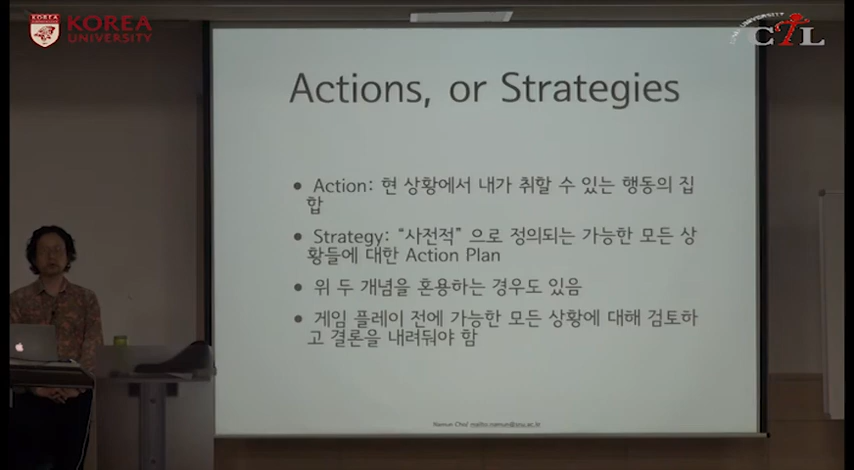 KOREA
UNIVERSITY
CTL
Actions, or Strategies
• Action: 현 상황에서 내가 취할 수 있는 행동의 집
합
• Strategy: “사전적” 으로 정의되는 가능한 모든 상
황들에 대한 Action Plan
• 위 두 개념을 혼용하는 경우도 있음
• 게임 플레이 전에 가능한 모든 상황에 대해 검토하
고 결론을 내려둬야 함